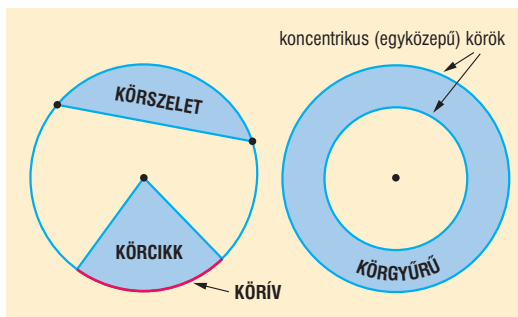 koncentrikus (egyközepű) körök
KÖRSZELET
KÖRCIKK
KÖRGYŰRŰ
KÖRÍV